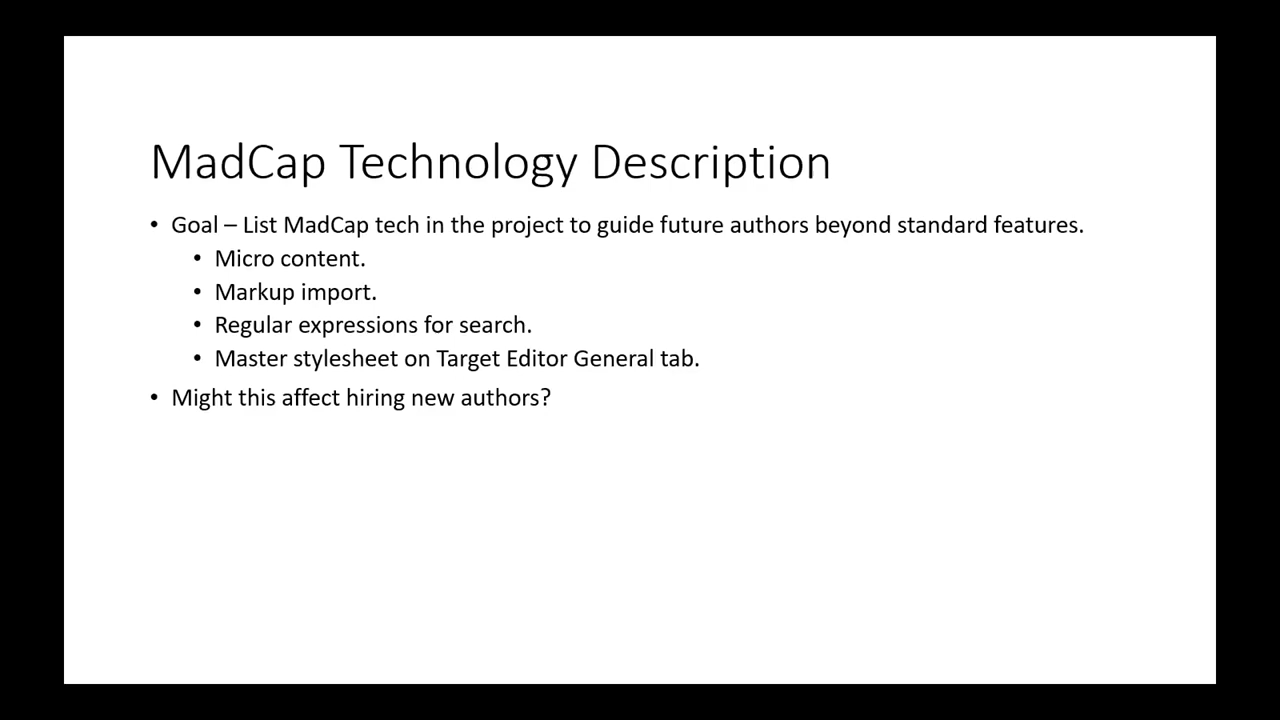 MadCap Technology Description
• Goal – List MadCap tech in the project to guide future authors beyond standard features.
• Micro content.
• Markup import.
• Regular expressions for search.
• Master stylesheet on Target Editor General tab.
• Might this affect hiring new authors?